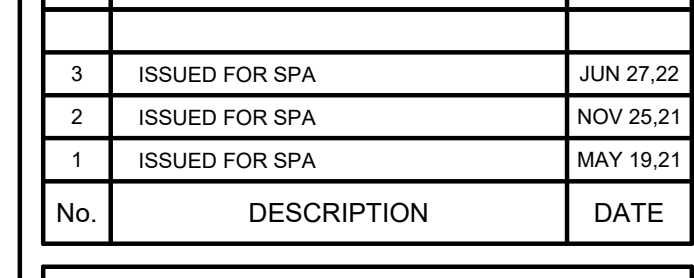 3 ISSUED FOR SPA JUN 27,22
2 ISSUED FOR SPA NOV 25,21
1 ISSUED FOR SPA MAY 19,21
No. DESCRIPTION DATE